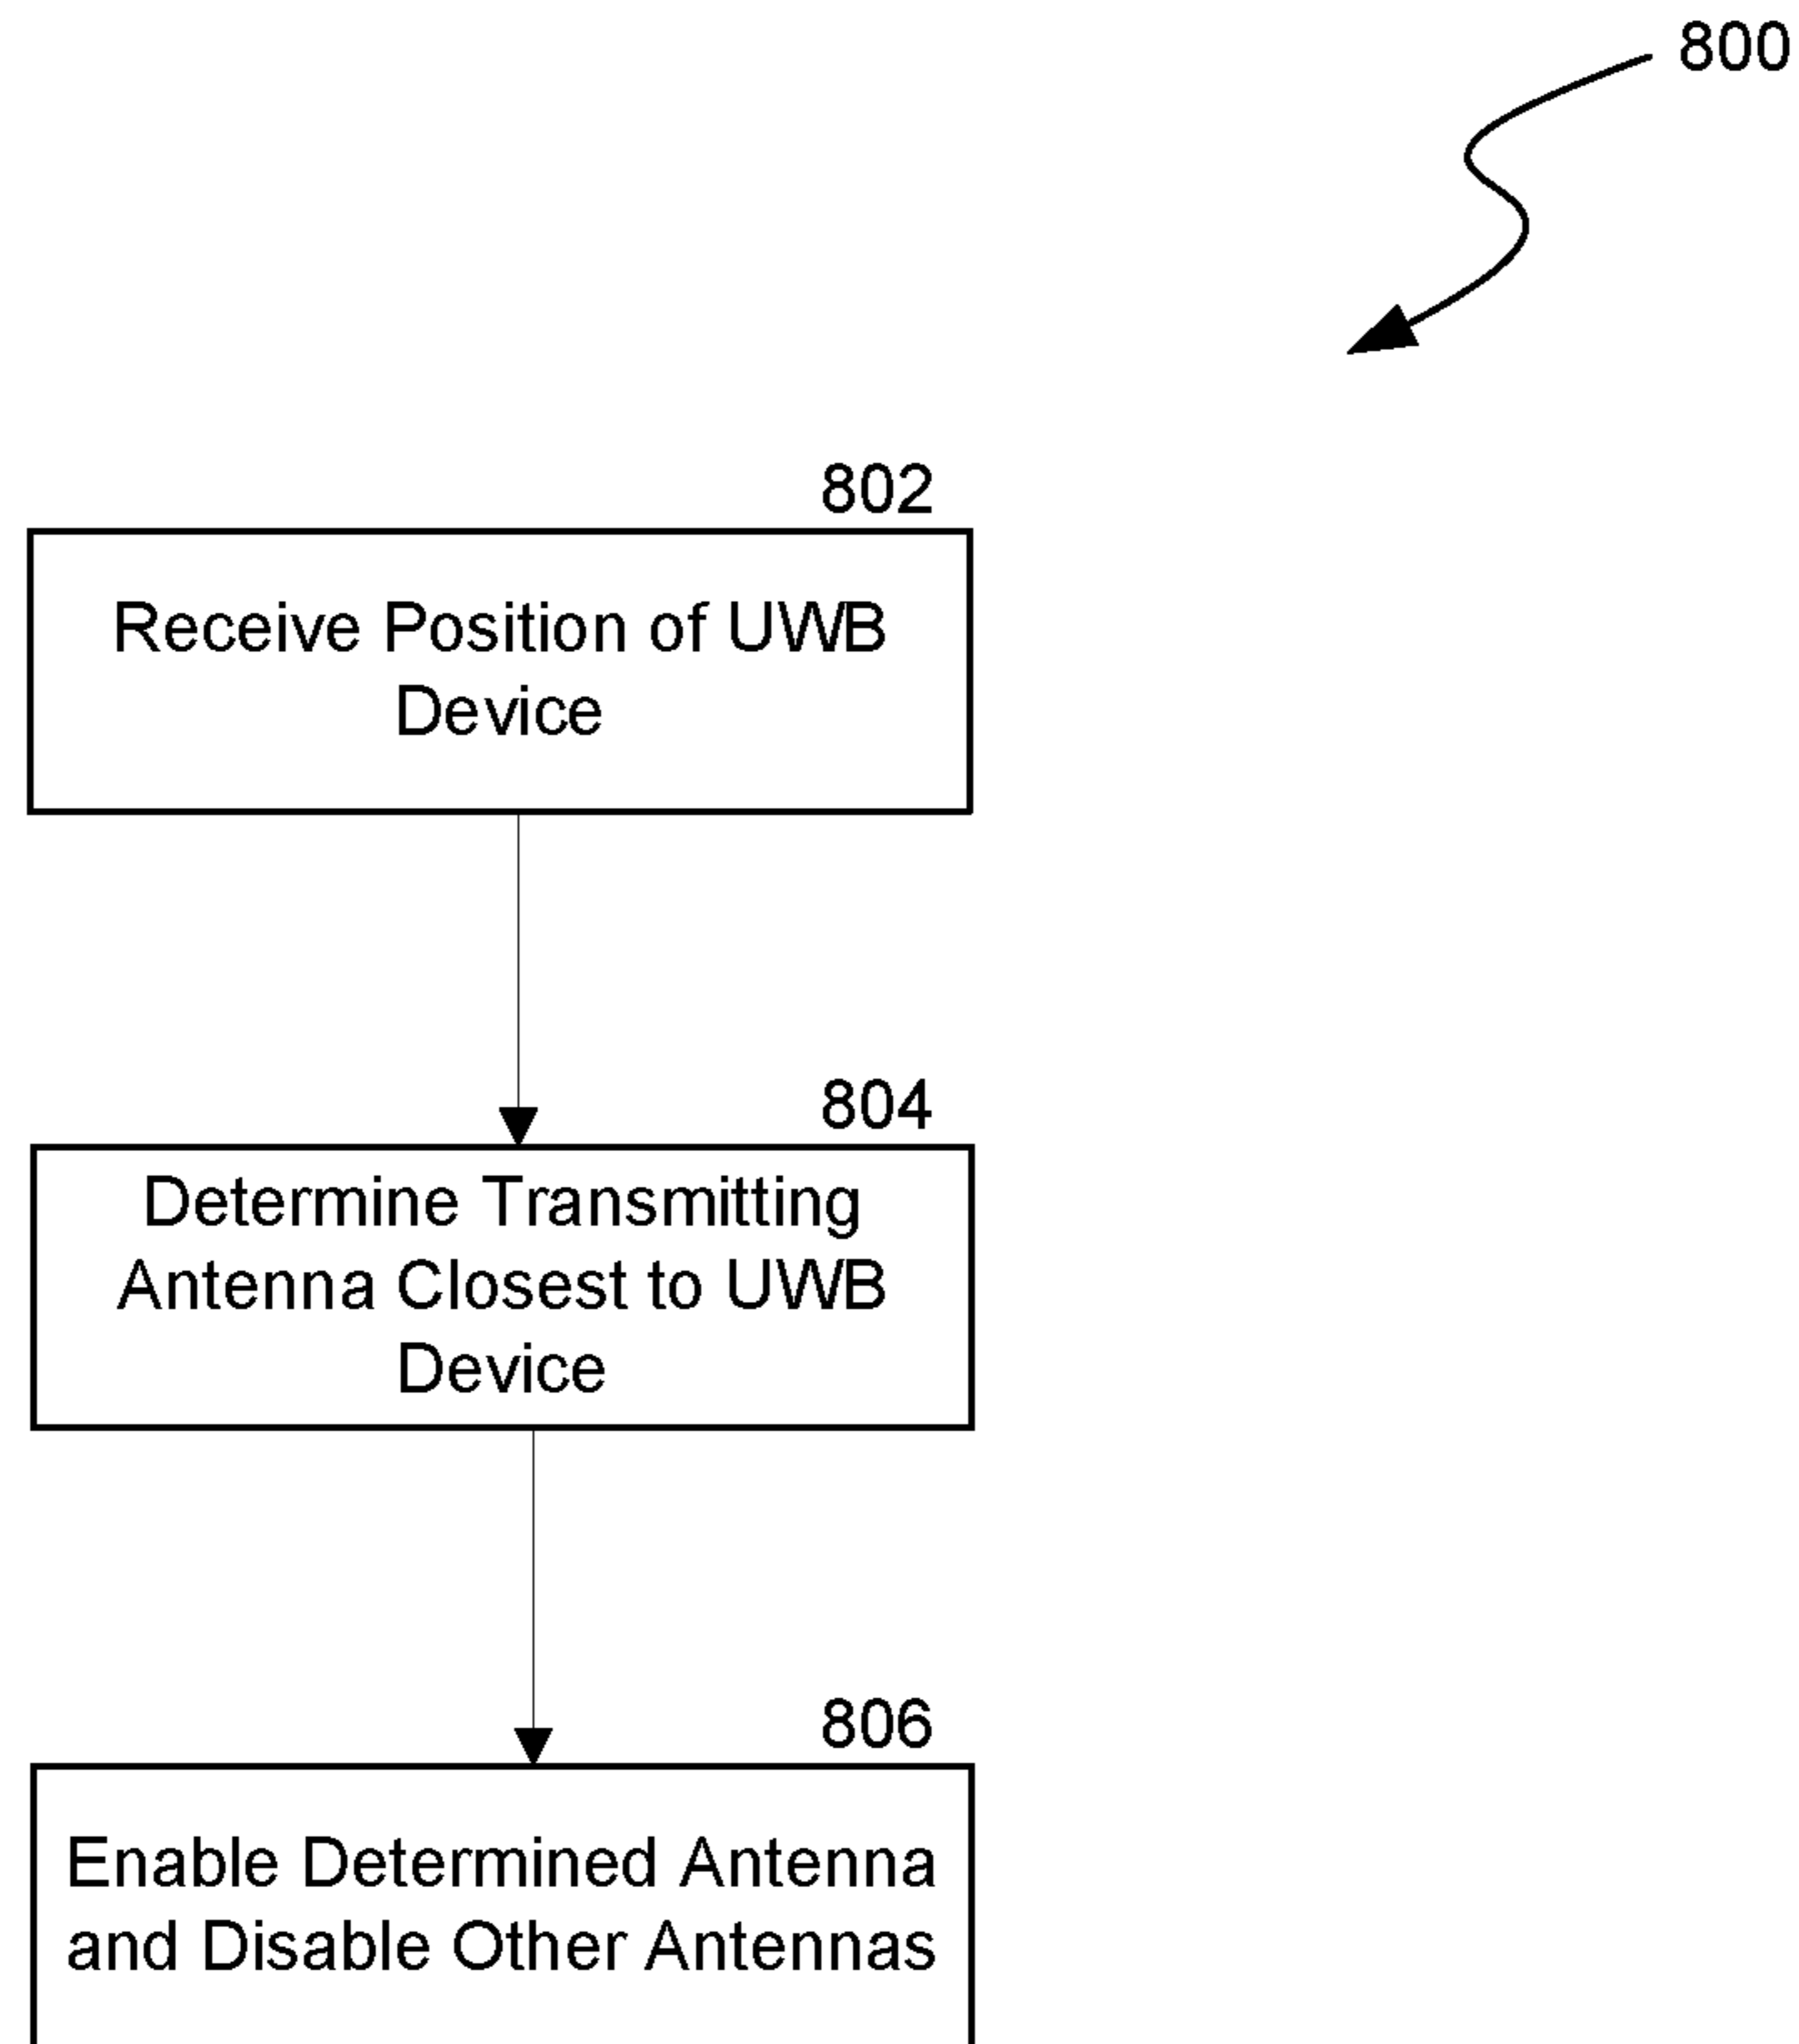 800
802
Receive Position of UWB
Device
804
Determine Transmitting
Antenna Closest to UWB
Device
806
Enable Determined Antenna
and Disable Other Antennas